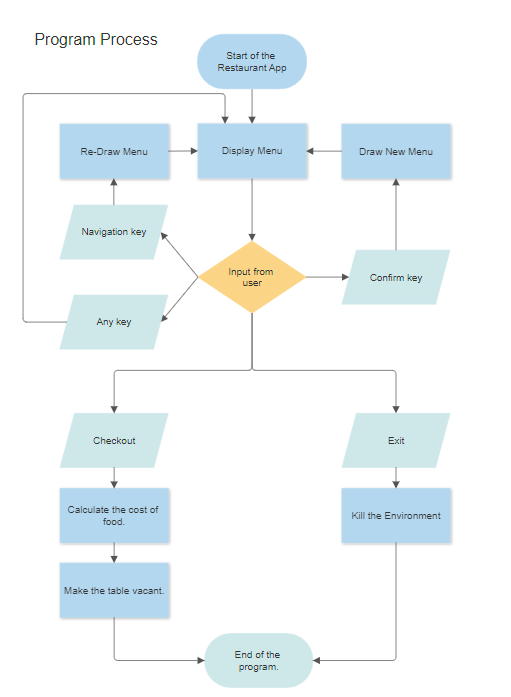 Program Process
Start of the
Restaurant App
Re-Draw Menu
Display Menu
Draw New Menu
Navigation key
Input from
user
Confirm key
Any key
Checkout
Exit
Calculate the cost of
food.
Kill the Environment
Make the table vacant.
End of the
program.